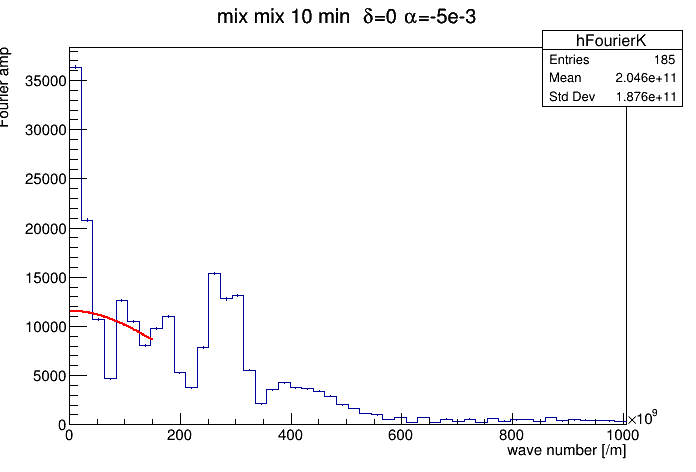 mix mix 10 min δ=0 α=-5e-3
hFourierK
Entries 185
Mean 2.046e+11
Std Dev 1.876e+11
Fourier amp
35000
30000
25000
20000
15000
10000
5000
0
0 200 400 600 800 1000
×10⁹
wave number [/m]